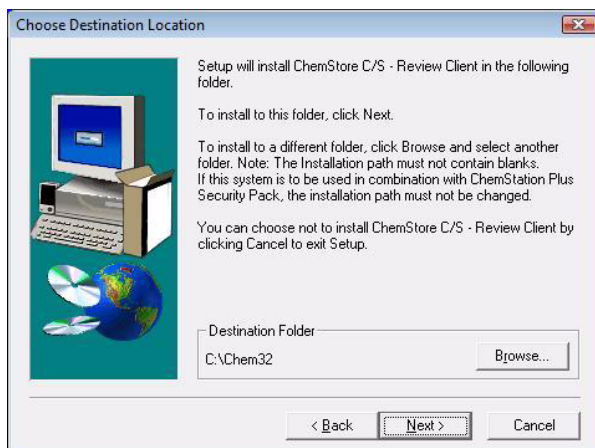 Choose Destination Location
Setup will install ChemStore C/S - Review Client in the following
folder.
To install to this folder, click Next.
To install to a different folder, click Browse and select another
folder. Note: The Installation path must not contain blanks.
If this system is to be used in combination with ChemStation Plus
Security Pack, the installation path must not be changed.
You can choose not to install ChemStore C/S - Review Client by
clicking Cancel to exit Setup.
Destination Folder
C:\Chem32
Browse...
< Back
Next >
Cancel